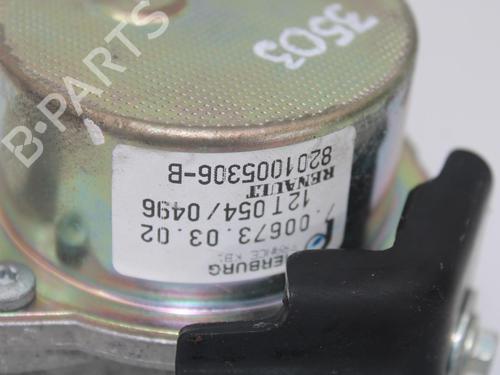 B-PARTS
3503
8201005306-B
RENAULT
12T054/0496
7.00673.03.02
ERBURG